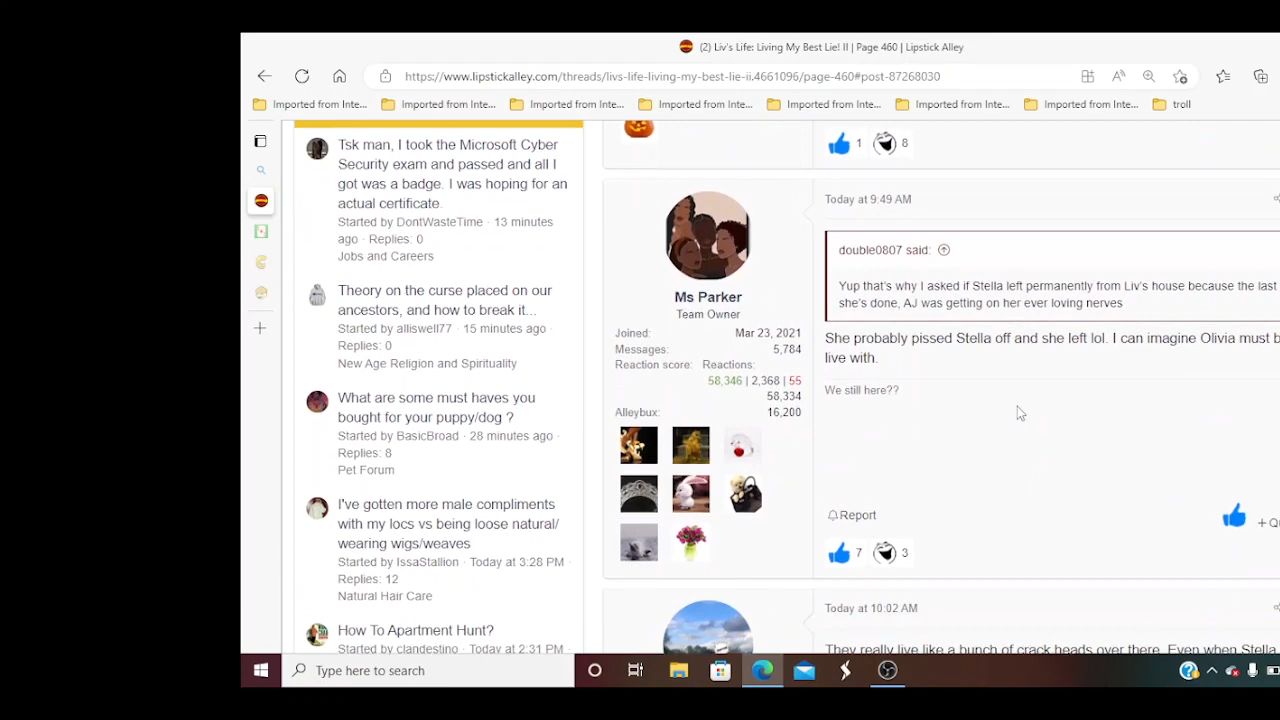 (2) Liv's Life: Living My Best Lie! II | Page 460 | Lipstick Alley
https://www.lipstickalley.com/threads/livs-life-living-my-best-lie-ii.4661096/page-460#post-87268030
Imported from Inte... Imported from Inte... Imported from Inte... Imported from Inte... Imported from Inte... Imported from Inte... Imported from Inte... troll
Tsk man, I took the Microsoft Cyber
Security exam and passed and all I
got was a badge. I was hoping for an
actual certificate.
Started by DontWasteTime · 13 minutes
ago · Replies: 0
Jobs and Careers
Theory on the curse placed on our
ancestors, and how to break it...
Started by alliswell77 · 15 minutes ago ·
Replies: 0
New Age Religion and Spirituality
What are some must haves you
bought for your puppy/dog ?
Started by BasicBroad · 28 minutes ago ·
Replies: 8
Pet Forum
I've gotten more male compliments
with my locs vs being loose natural/
wearing wigs/weaves
Started by IssaStallion · Today at 3:28 PM ·
Replies: 12
Natural Hair Care
How To Apartment Hunt?
Started by clandestino · Today at 2:31 PM ·
1 8
Ms Parker
Team Owner
Joined: Mar 23, 2021
Messages: 5,784
Reaction score: Reactions:
58,346 | 2,368 | 55
58,334
Alleybux: 16,200
Today at 9:49 AM
double0807 said:
Yup that's why I asked if Stella left permanently from Liv's house because the last
she's done, AJ was getting on her ever loving nerves
She probably pissed Stella off and she left lol. I can imagine Olivia must b
live with.
We still here??
Report
7 3
Today at 10:02 AM
They really live like a bunch of crack heads over there. Even when Stella
Type here to search